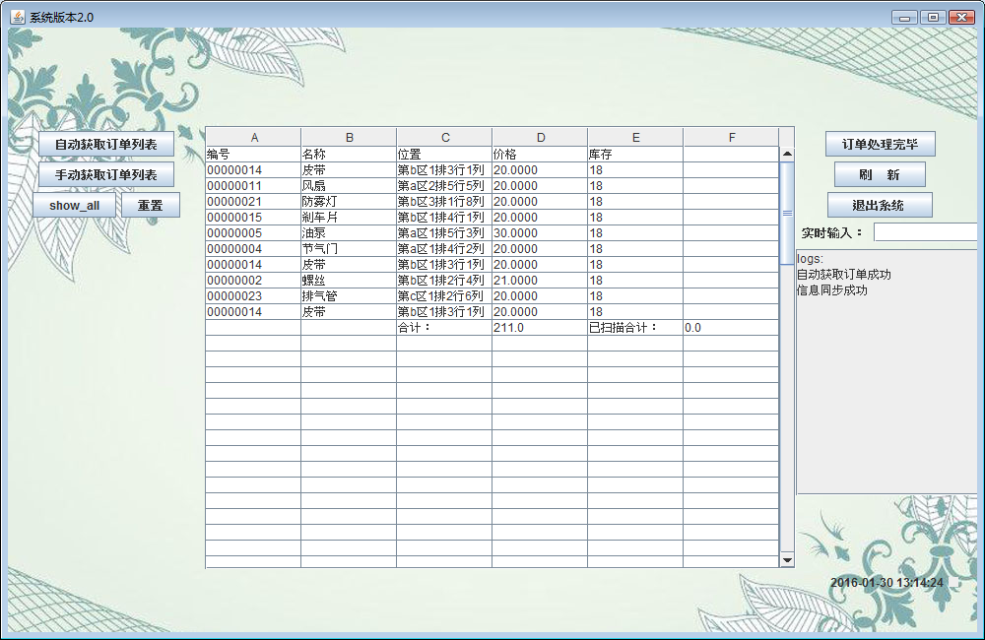 系统版本2.0
自动获取订单列表
手动获取订单列表
show_all 重置
A B C D E F
编号 名称 位置 价格 库存
00000014 皮带 第b区1排3行1列 20.0000 18
00000011 风扇 第a区2排5行5列 20.0000 18
00000021 防雾灯 第b区3排1行8列 20.0000 18
00000015 刹车片 第b区1排4行1列 20.0000 18
00000005 油泵 第a区1排5行3列 30.0000 18
00000004 节气门 第a区1排4行2列 20.0000 18
00000014 皮带 第b区1排3行1列 20.0000 18
00000002 螺丝 第b区1排2行4列 21.0000 18
00000023 排气管 第c区1排2行6列 20.0000 18
00000014 皮带 第b区1排3行1列 20.0000 18
合计： 211.0 已扫描合计： 0.0
订单处理完毕
刷 新
退出系统
实时输入：
logs:
自动获取订单成功
信息同步成功
2016-01-30 13:14:24